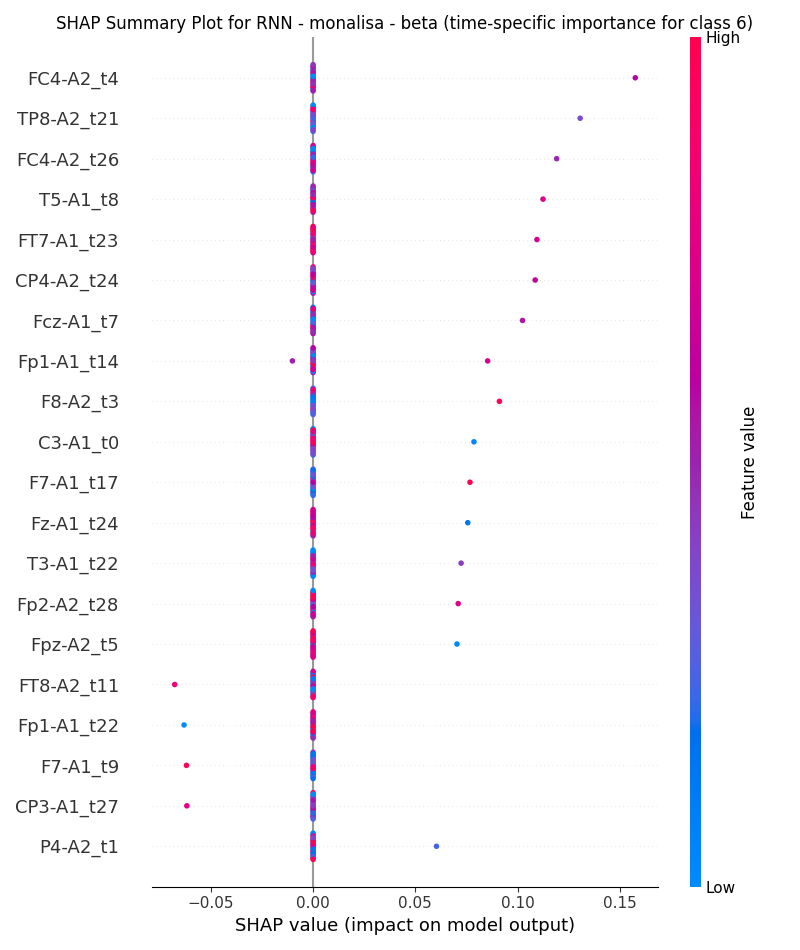 SHAP Summary Plot for RNN - monalisa - beta (time-specific importance for class 6)
High
FC4-A2_t4
TP8-A2_t21
FC4-A2_t26
T5-A1_t8
FT7-A1_t23
CP4-A2_t24
Fcz-A1_t7
Fp1-A1_t14
F8-A2_t3
C3-A1_t0
F7-A1_t17
Fz-A1_t24
T3-A1_t22
Fp2-A2_t28
Fpz-A2_t5
FT8-A2_t11
Fp1-A1_t22
F7-A1_t9
CP3-A1_t27
P4-A2_t1
Feature value
Low
−0.05 0.00 0.05 0.10 0.15
SHAP value (impact on model output)